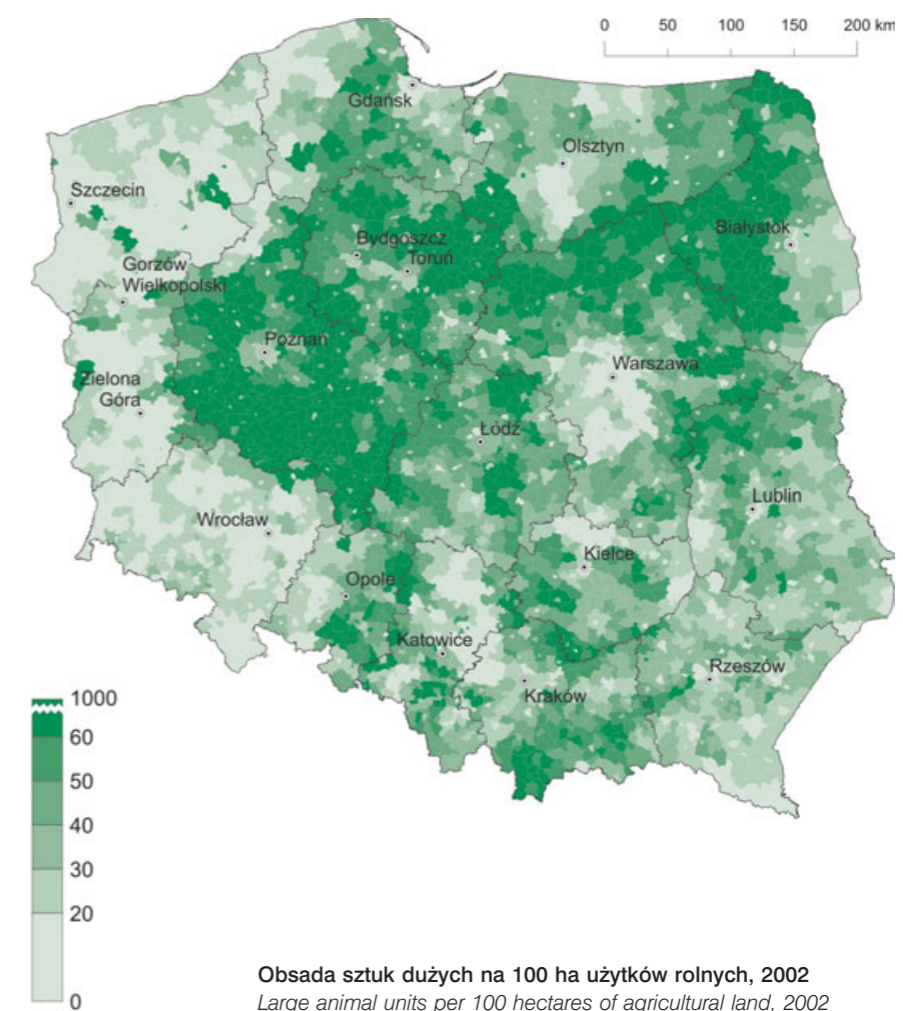 0 50 100 150 200 km
Gdańsk
Olsztyn
Szczecin
Białystok
Bydgoszcz
Toruń
Gorzów
Wielkopolski
Poznań
Warszawa
Zielona
Góra
Łódź
Lublin
Wrocław
Kielce
Opole
Katowice
Rzeszów
Kraków
1000
60
50
40
30
20
0
Obsada sztuk dużych na 100 ha użytków rolnych, 2002
Large animal units per 100 hectares of agricultural land, 2002